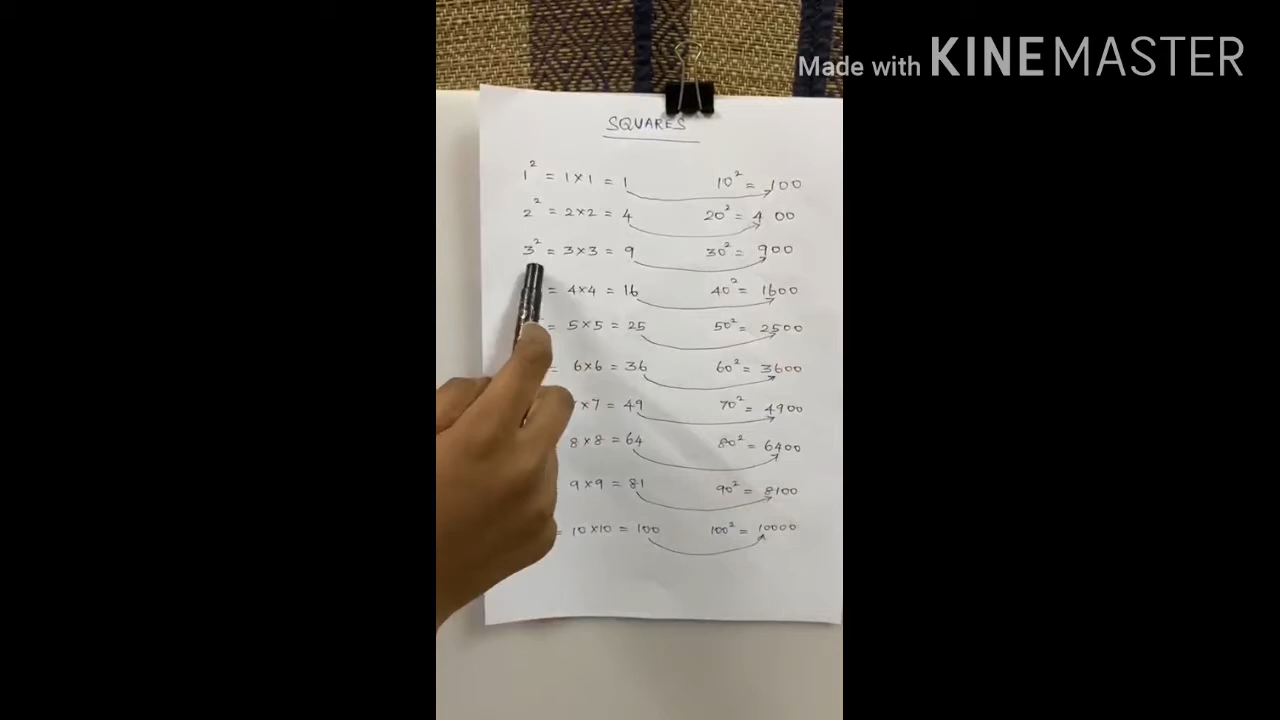 Made with KINEMASTER
SQUARES
1² = 1×1 = 1 10² = 100
2² = 2×2 = 4 20² = 4 00
3² = 3×3 = 9 30² = 900
= 4×4 = 16 40² = 1600
= 5×5 = 25 50² = 2500
= 6×6 = 36 60² = 3600
×7 = 49 70² = 4900
8×8 = 64 80² = 6400
9×9 = 81 90² = 8100
= 10×10 = 100 100² = 10000